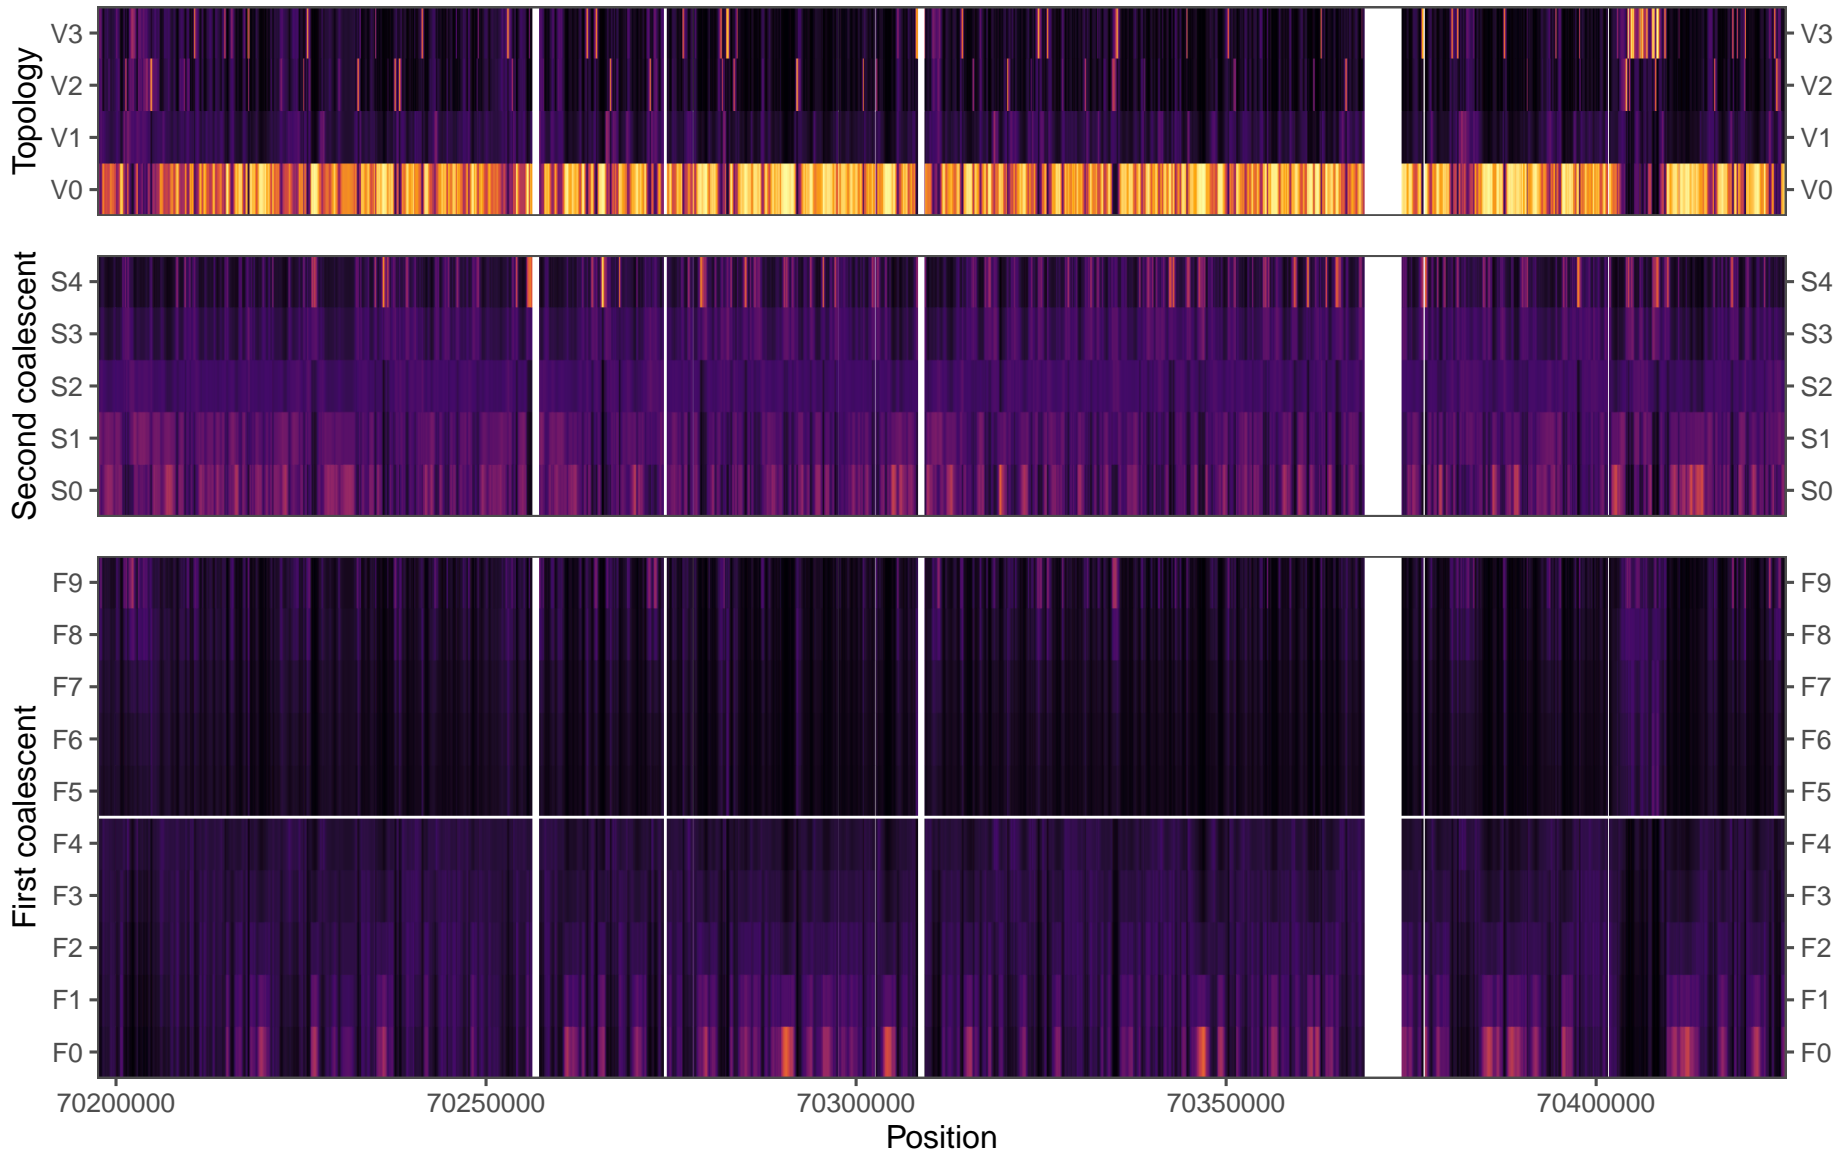 Topology
V3
V2
V1
V0
V3
V2
V1
V0
Second coalescent
S4
S3
S2
S1
S0
S4
S3
S2
S1
S0
First coalescent
F9
F8
F7
F6
F5
F4
F3
F2
F1
F0
F9
F8
F7
F6
F5
F4
F3
F2
F1
F0
70200000 70250000 70300000 70350000 70400000
Position